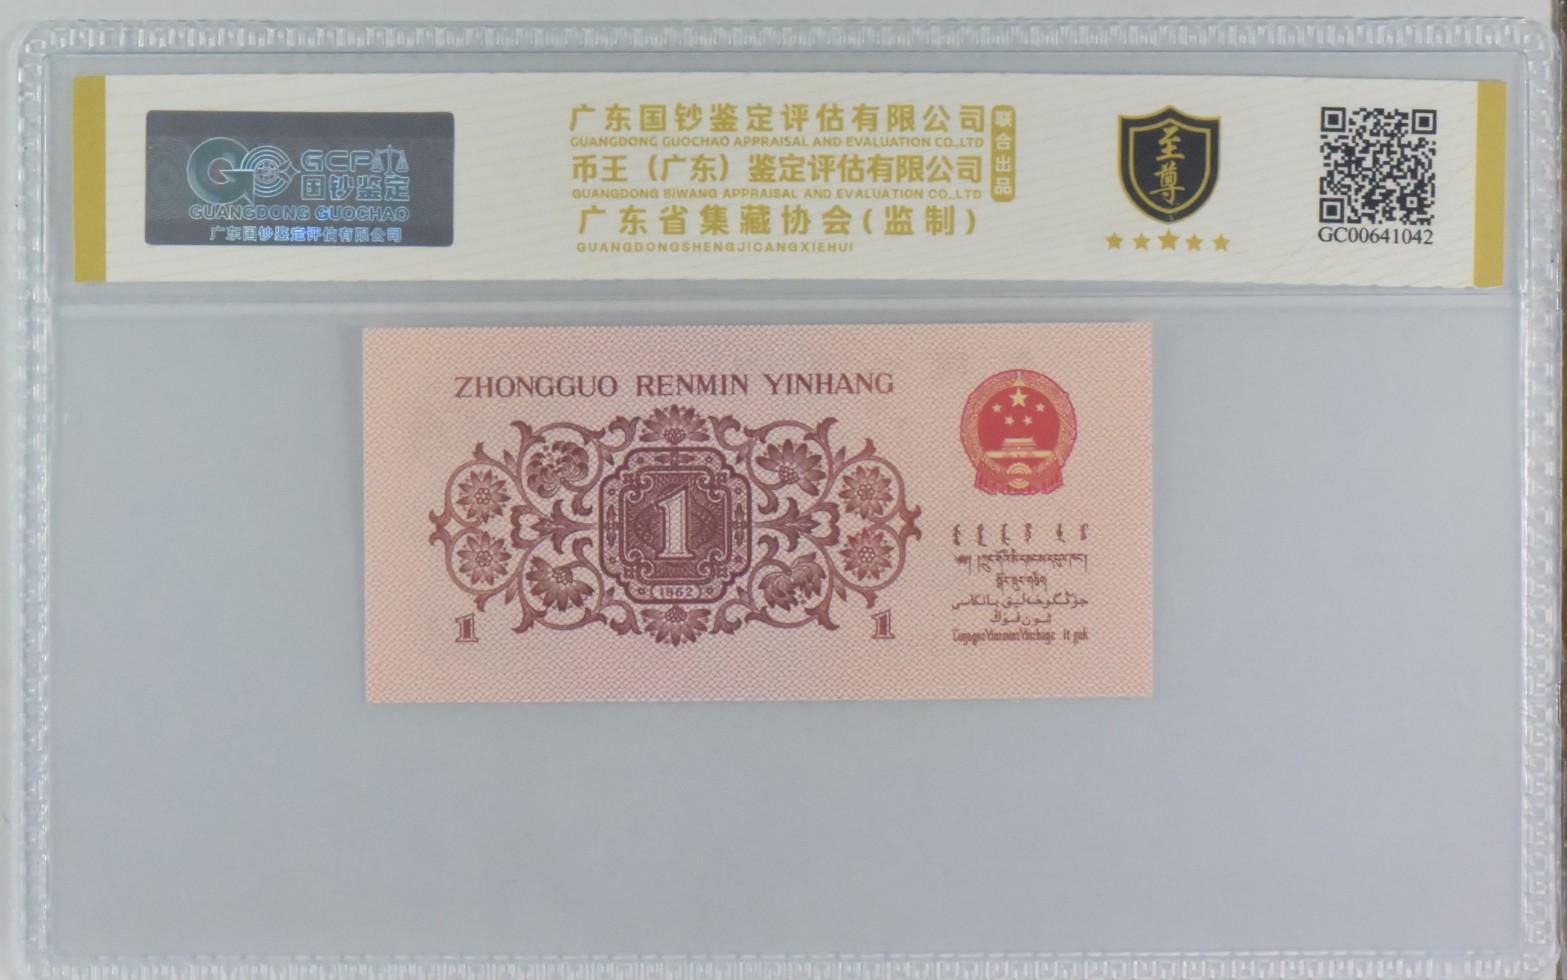 GCP
国钞鉴定
GUANGDONG GUOCHAO
广东国钞鉴定评估有限公司
广东国钞鉴定评估有限公司
GUANGDONG GUOCHAO APPRAISAL AND EVALUATION CO.,LTD
币王（广东）鉴定评估有限公司
GUANGDONG BIWANG APPRAISAL AND EVALUATION CO.,LTD
联合出品
广东省集藏协会(监制)
GUANGDONGSHENGJICANGXIEHUI
至尊
GC00641042
ZHONGGUO RENMIN YINHANG
1
(1962)
1
1